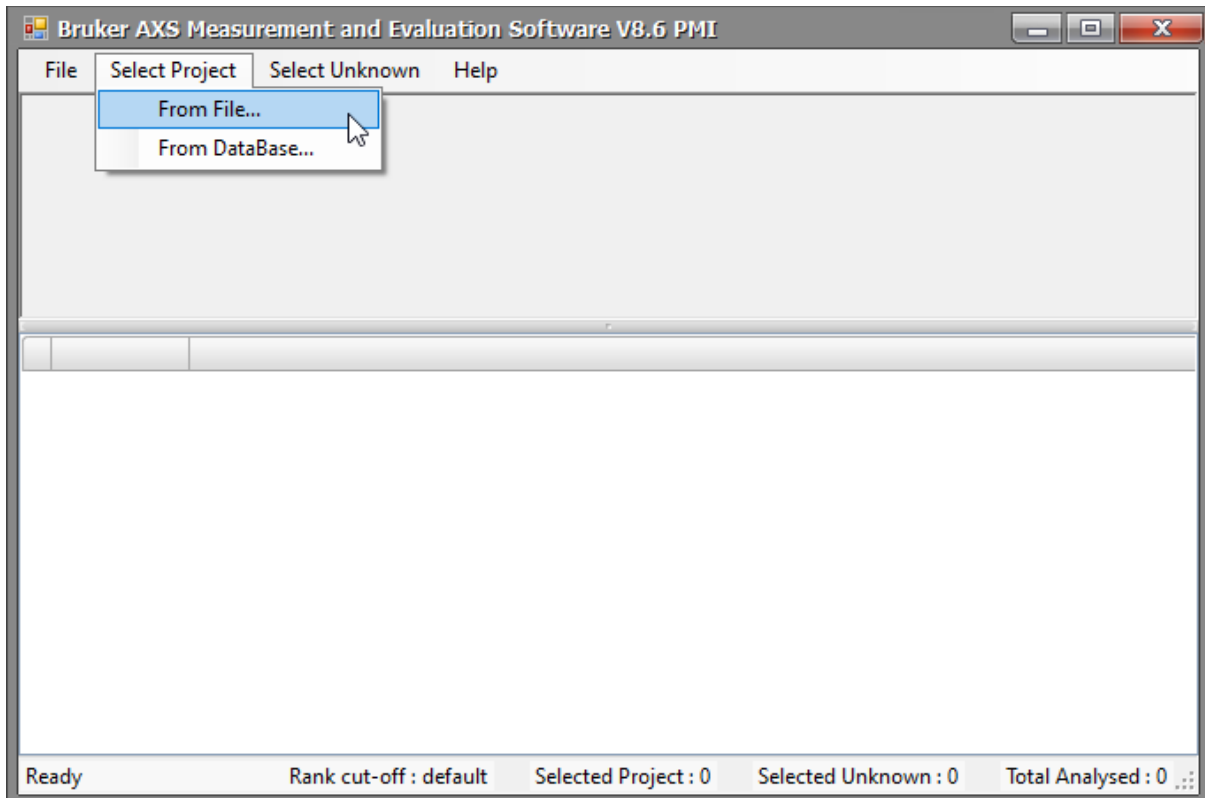 Bruker AXS Measurement and Evaluation Software V8.6 PMI
File Select Project Select Unknown Help
From File...
From DataBase...
Ready Rank cut-off : default Selected Project : 0 Selected Unknown : 0 Total Analysed : 0